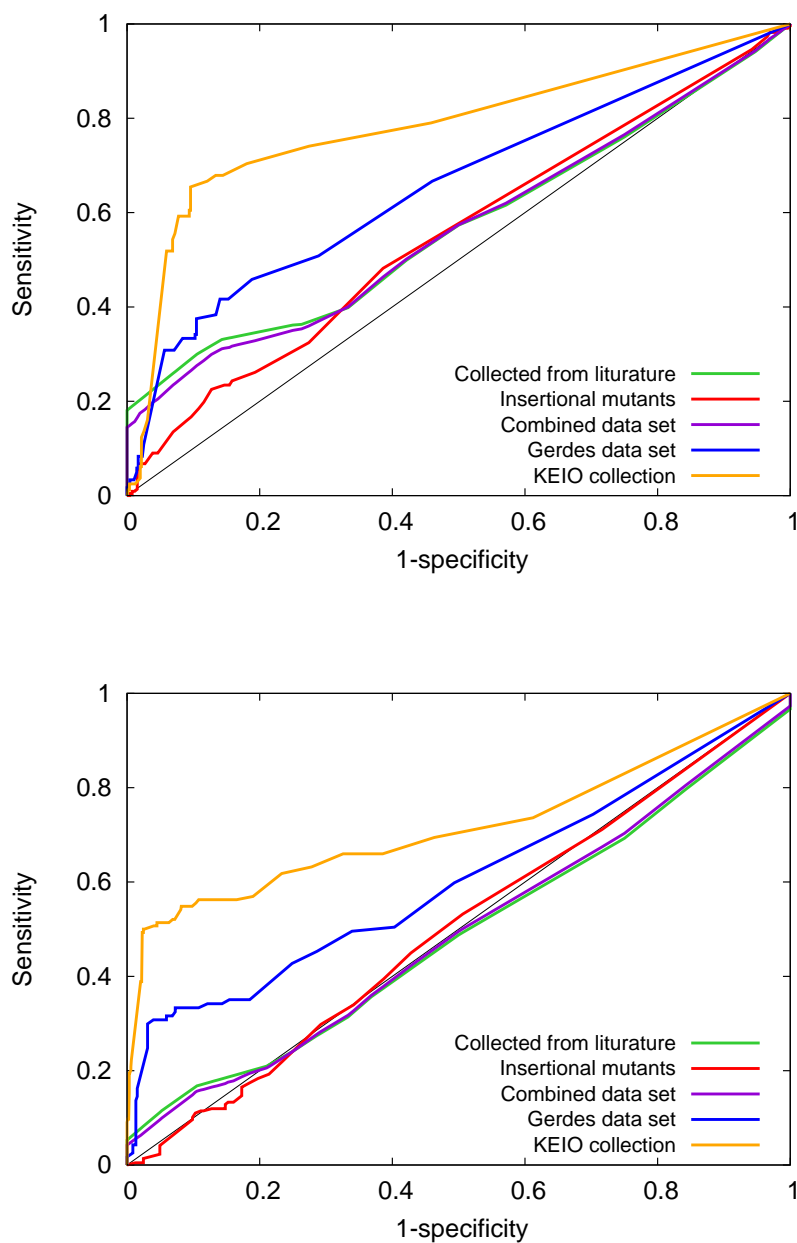 1
0.8
0.6
Sensitivity
0.4
0.2
0
Collected from liturature
Insertional mutants
Combined data set
Gerdes data set
KEIO collection
0 0.2 0.4 0.6 0.8 1
1-specificity
1
0.8
0.6
Sensitivity
0.4
0.2
0
Collected from liturature
Insertional mutants
Combined data set
Gerdes data set
KEIO collection
0 0.2 0.4 0.6 0.8 1
1-specificity